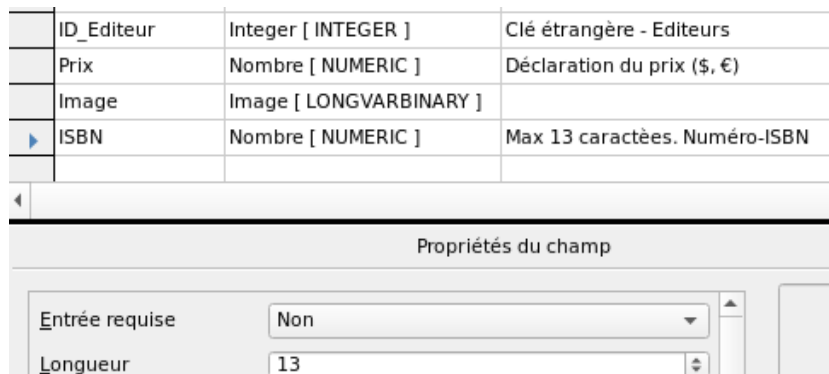 ID_Editeur Integer [ INTEGER ] Clé étrangère - Editeurs
Prix Nombre [ NUMERIC ] Déclaration du prix ($, €)
Image Image [ LONGVARBINARY ]
ISBN Nombre [ NUMERIC ] Max 13 caractèes. Numéro-ISBN
Propriétés du champ
Entrée requise Non
Longueur 13